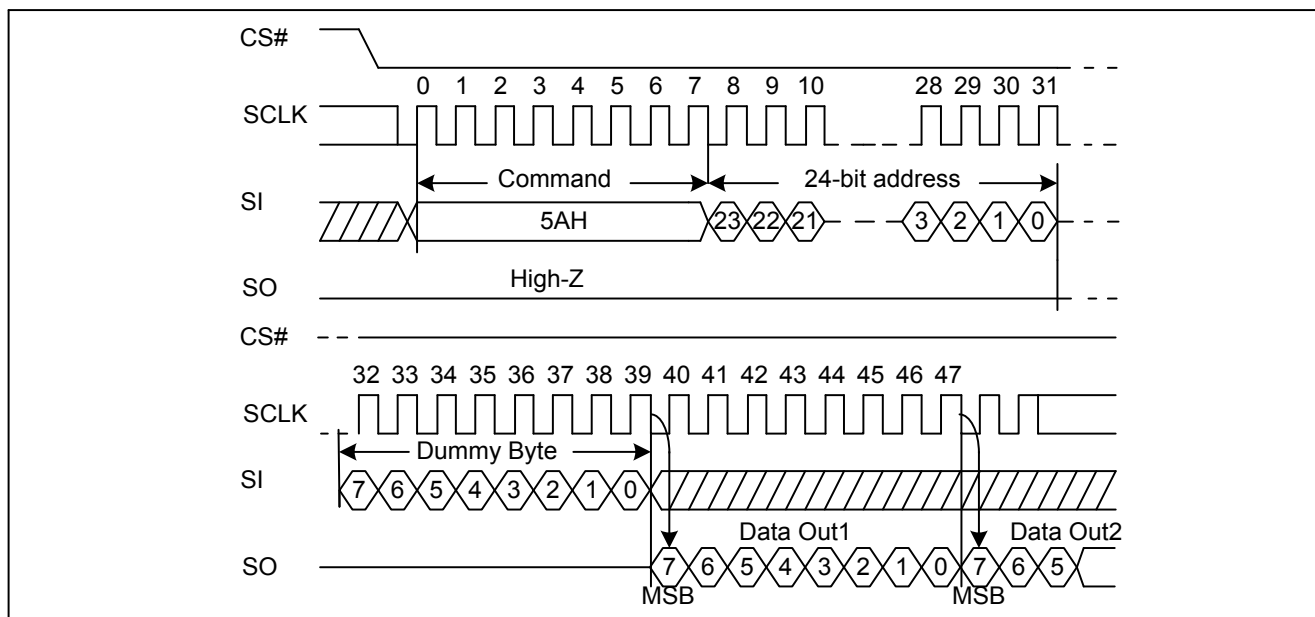 CS#
0 1 2 3 4 5 6 7 8 9 10 28 29 30 31
SCLK
Command 24-bit address
SI 5AH 23 22 21 3 2 1 0
SO High-Z
CS#
32 33 34 35 36 37 38 39 40 41 42 43 44 45 46 47
SCLK
Dummy Byte
SI 7 6 5 4 3 2 1 0
Data Out1 Data Out2
SO 7 6 5 4 3 2 1 0 7 6 5
MSB MSB